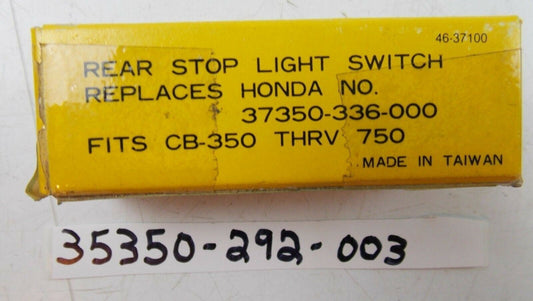 46-37100
REAR STOP LIGHT SWITCH
REPLACES HONDA NO.
37350-336-000
FITS CB-350 THRV 750
MADE IN TAIWAN
35350-292-003